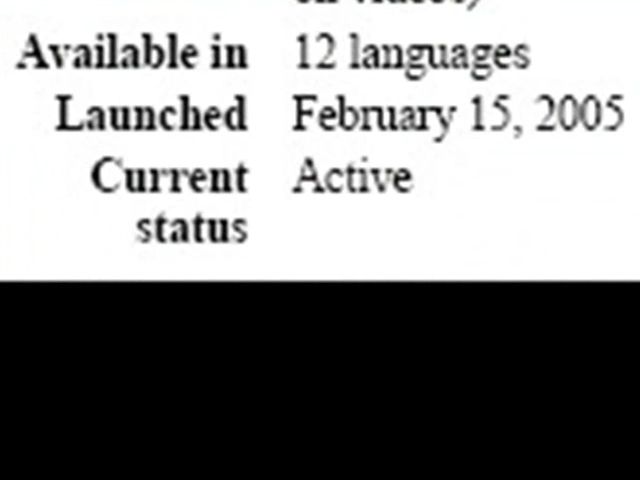 Available in 12 languages
Launched February 15, 2005
Current Active
status